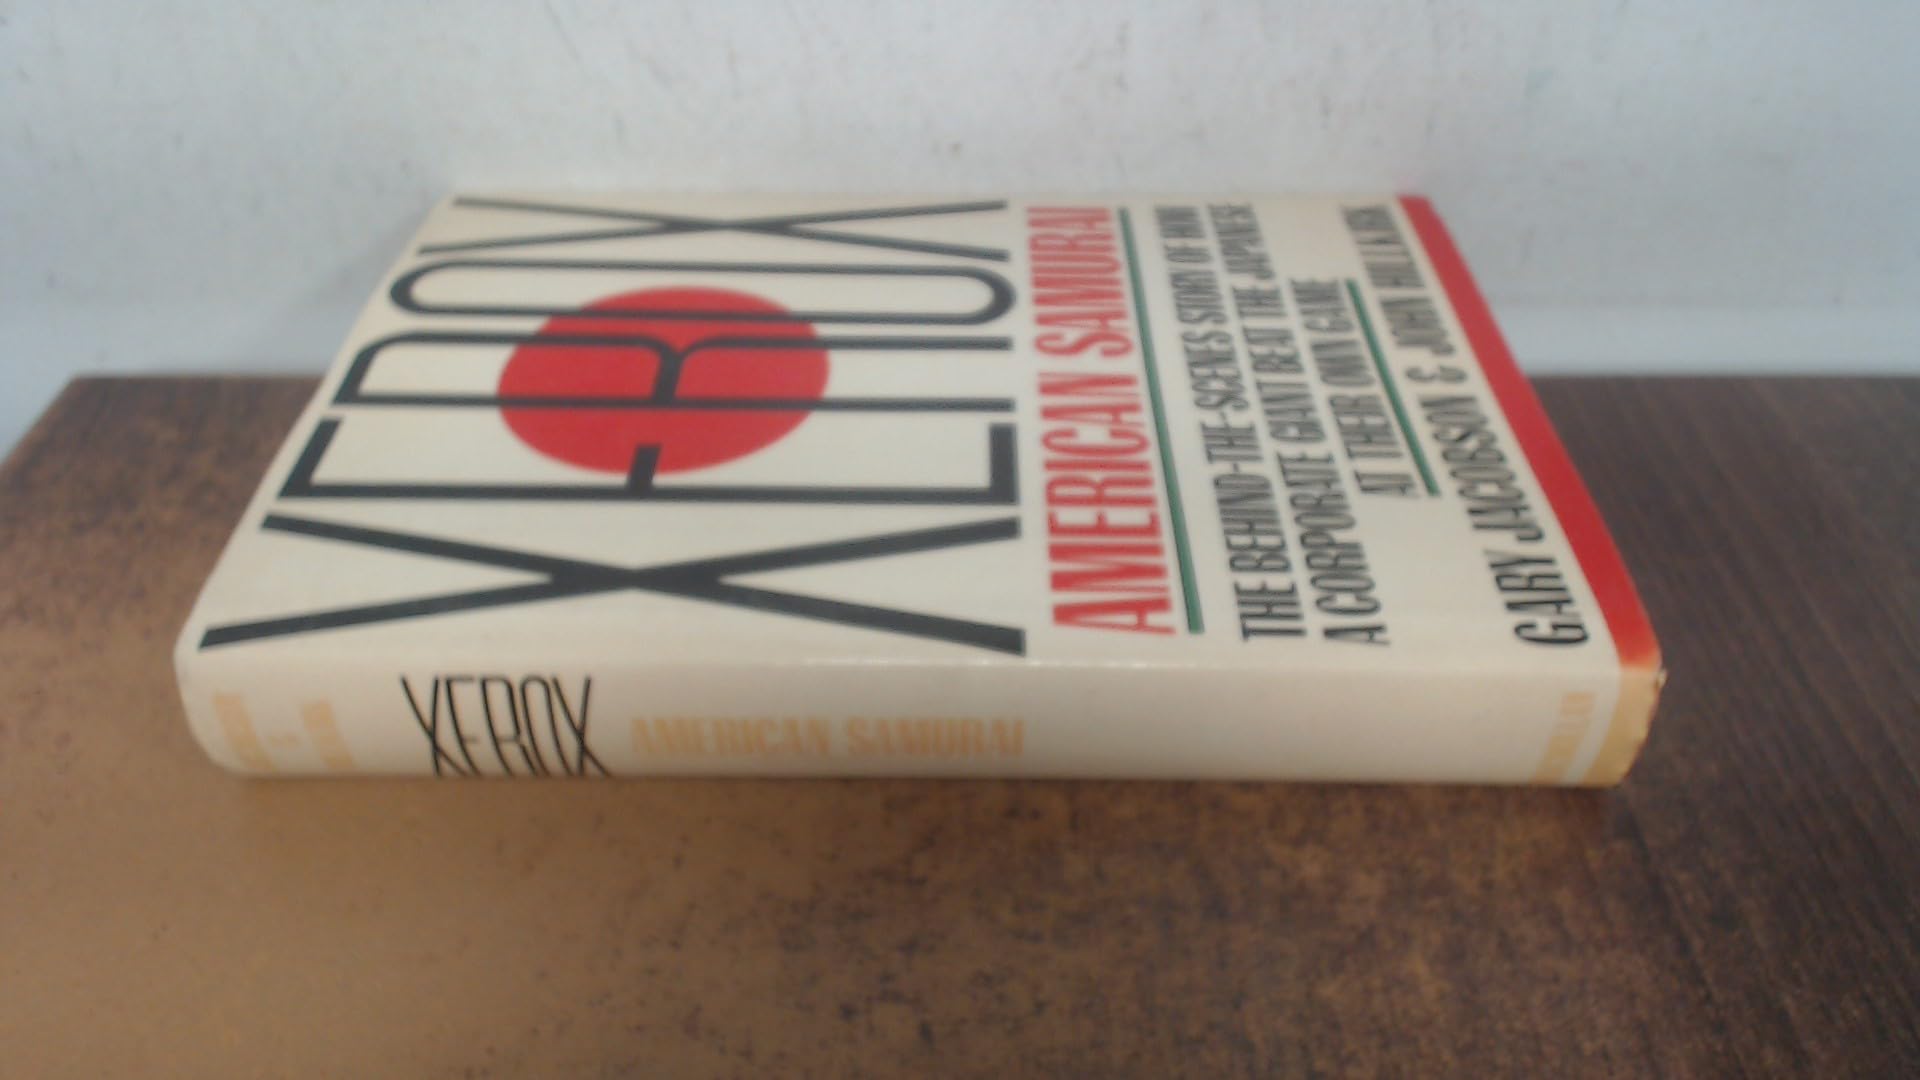 XEROX
AMERICAN SAMURAI
THE BEHIND-THE-SCENES STORY OF HOW
A CORPORATE GIANT BEAT THE JAPANESE
AT THEIR OWN GAME
GARY JACOBSON & JOHN HILLKIRK
XEROX AMERICAN SAMURAI